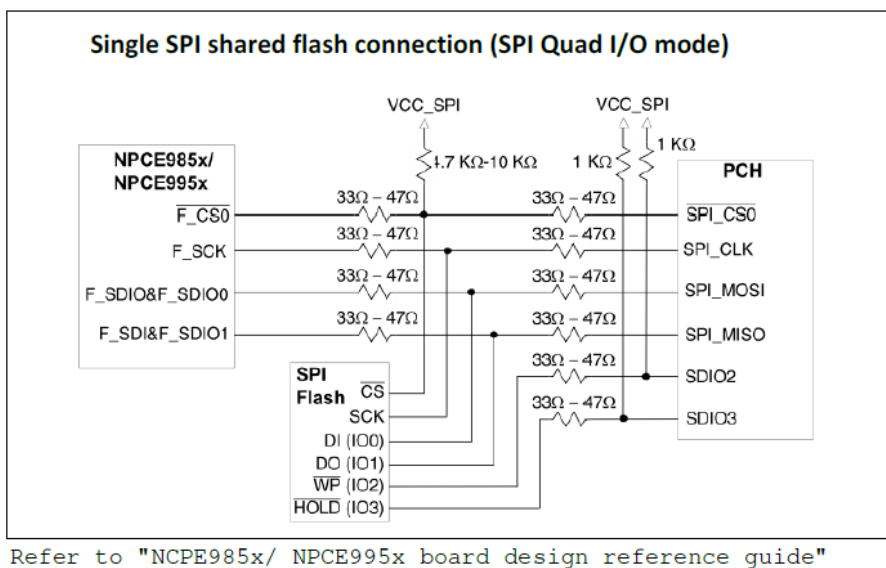 Single SPI shared flash connection (SPI Quad I/O mode)
VCC_SPI
VCC_SPI
NPCE985x/
NPCE995x
4.7 KΩ-10 KΩ
1 KΩ
1 KΩ
PCH
F_CS0
33Ω – 47Ω
33Ω – 47Ω
SPI_CS0
F_SCK
33Ω – 47Ω
33Ω – 47Ω
SPI_CLK
F_SDIO&F_SDIO0
33Ω – 47Ω
33Ω – 47Ω
SPI_MOSI
F_SDI&F_SDIO1
33Ω – 47Ω
33Ω – 47Ω
SPI_MISO
SPI
Flash
33Ω – 47Ω
SDIO2
CS
SCK
33Ω – 47Ω
SDIO3
DI (IO0)
DO (IO1)
WP (IO2)
HOLD (IO3)
Refer to "NCPE985x/ NPCE995x board design reference guide"